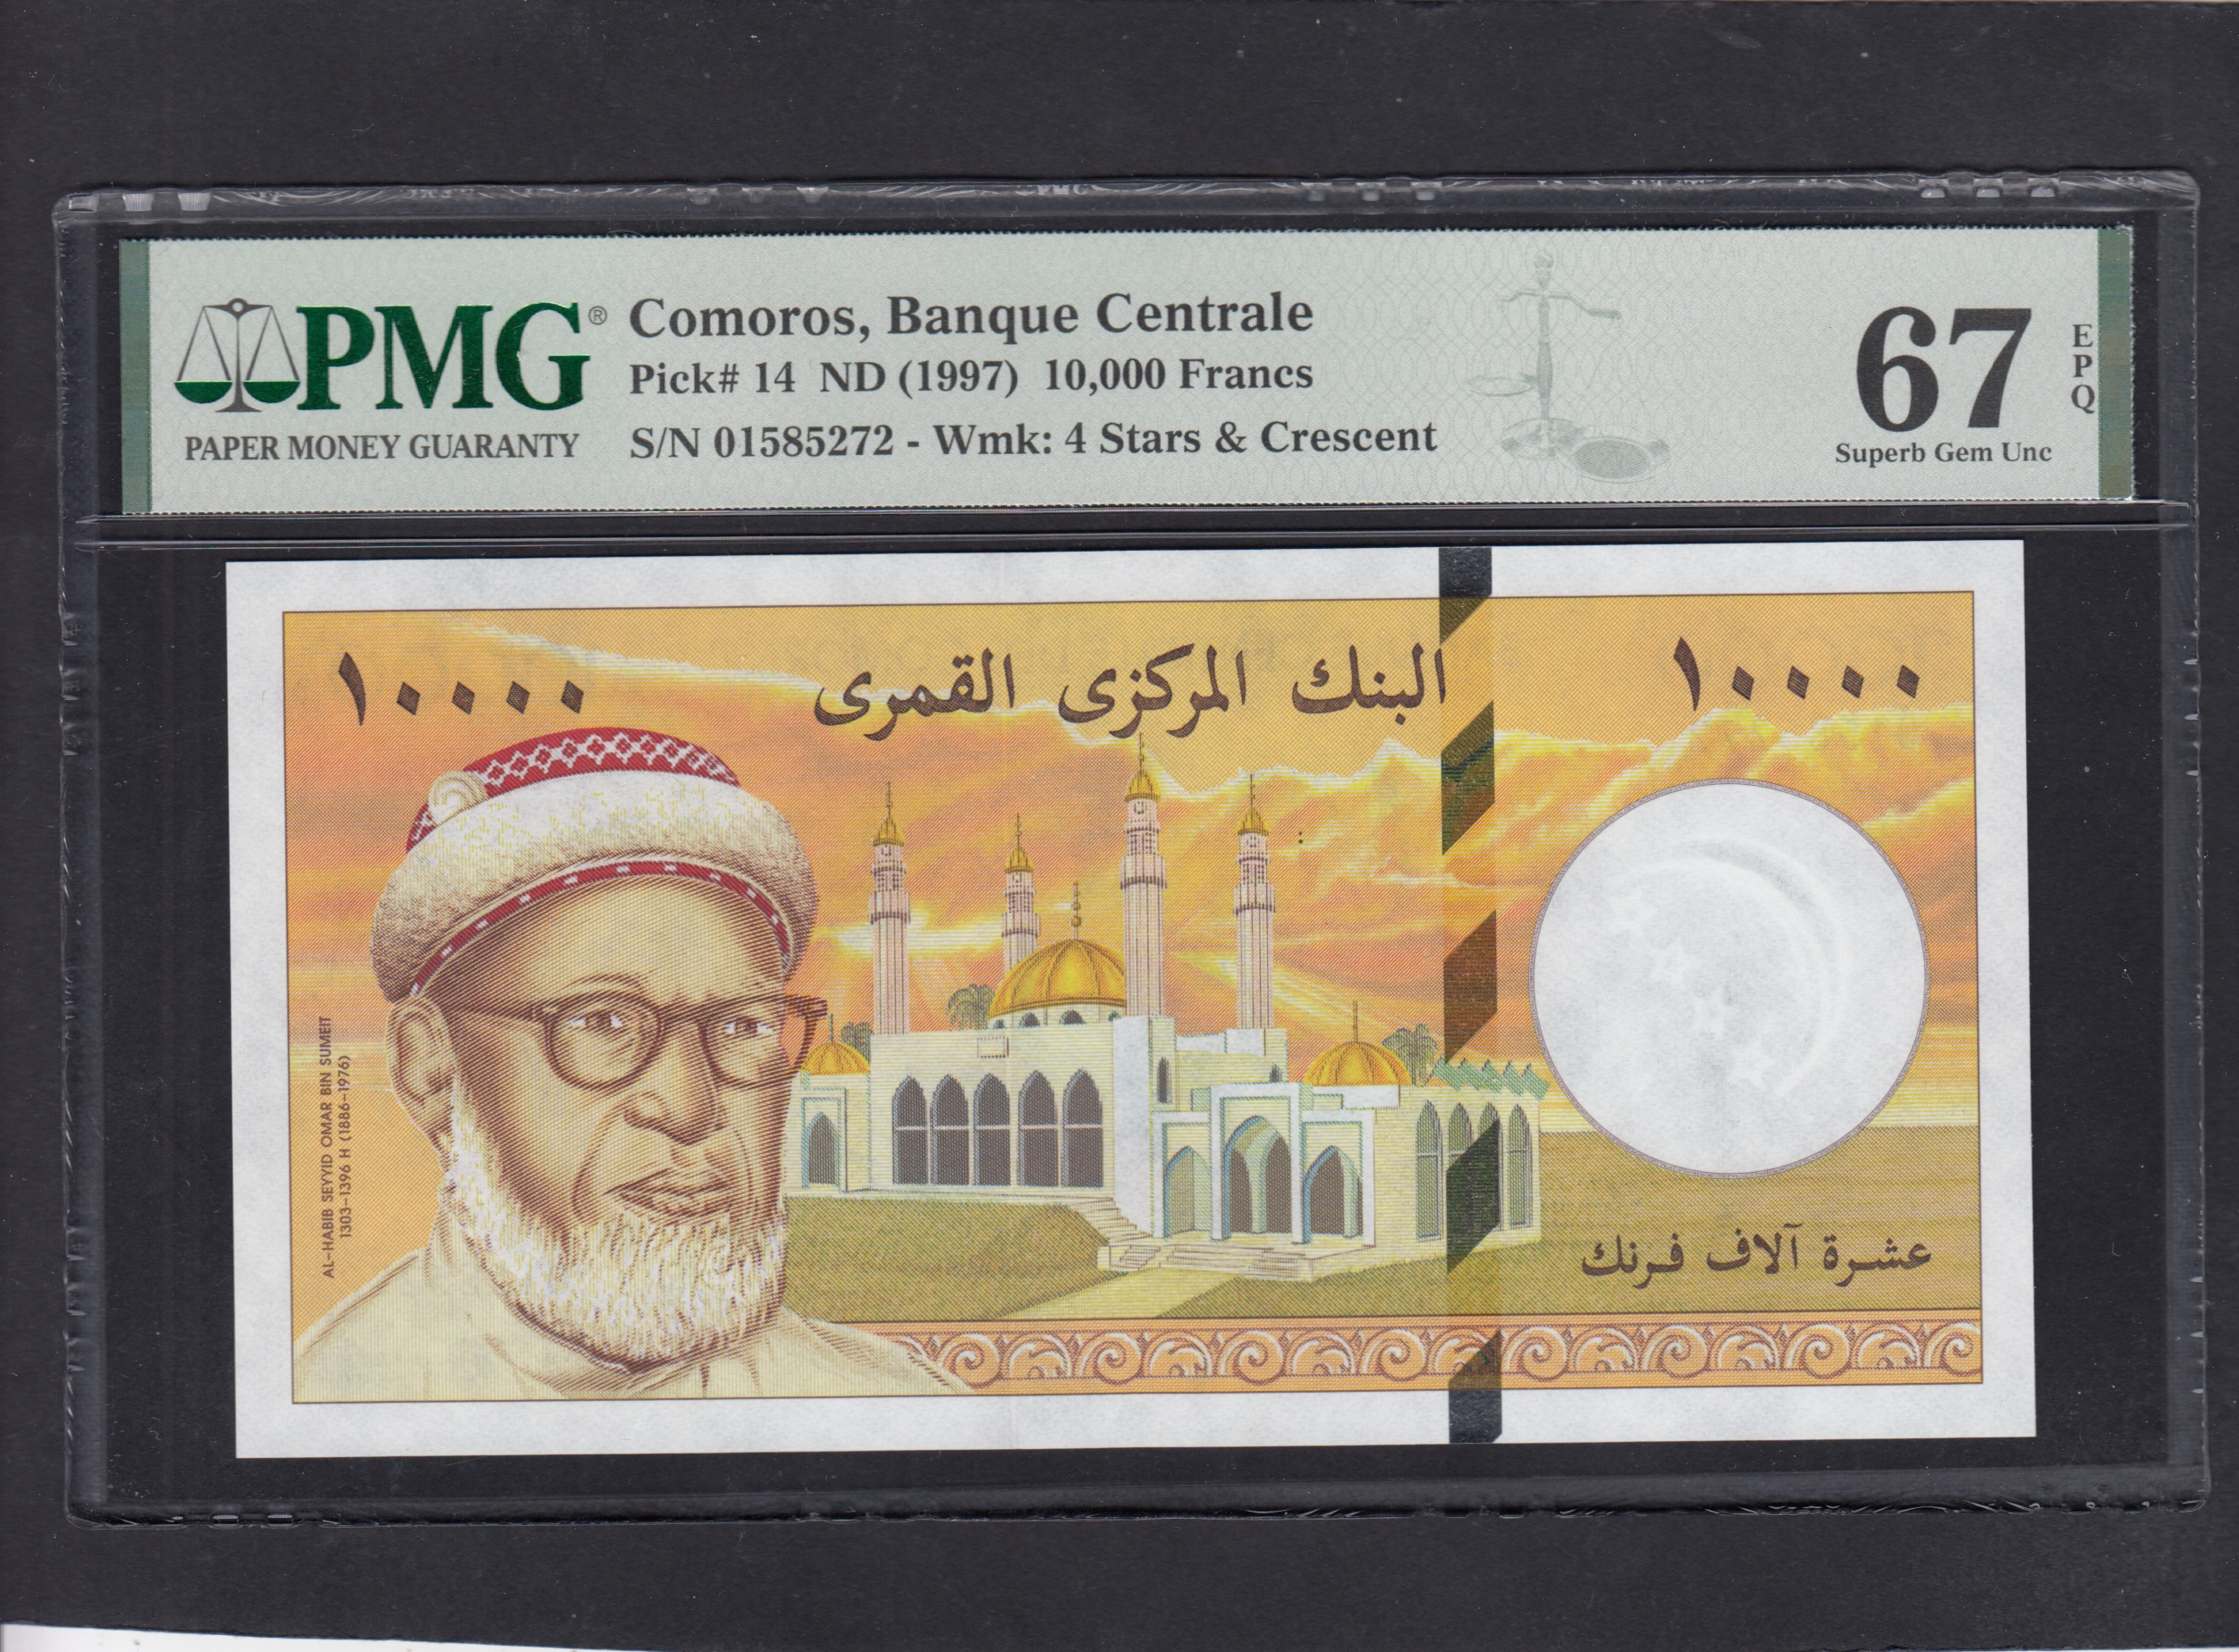 PMG®
PAPER MONEY GUARANTY
Comoros, Banque Centrale
Pick# 14 ND (1997) 10,000 Francs
S/N 01585272 - Wmk: 4 Stars & Crescent
67
EPQ
Superb Gem Unc
١٠٠٠٠
البنك المركزى القمرى
١٠٠٠٠
AL-HABIB SEYYID OMAR BIN SUMEIT
1303-1396 H (1886-1976)
عشرة آلاف فرنك